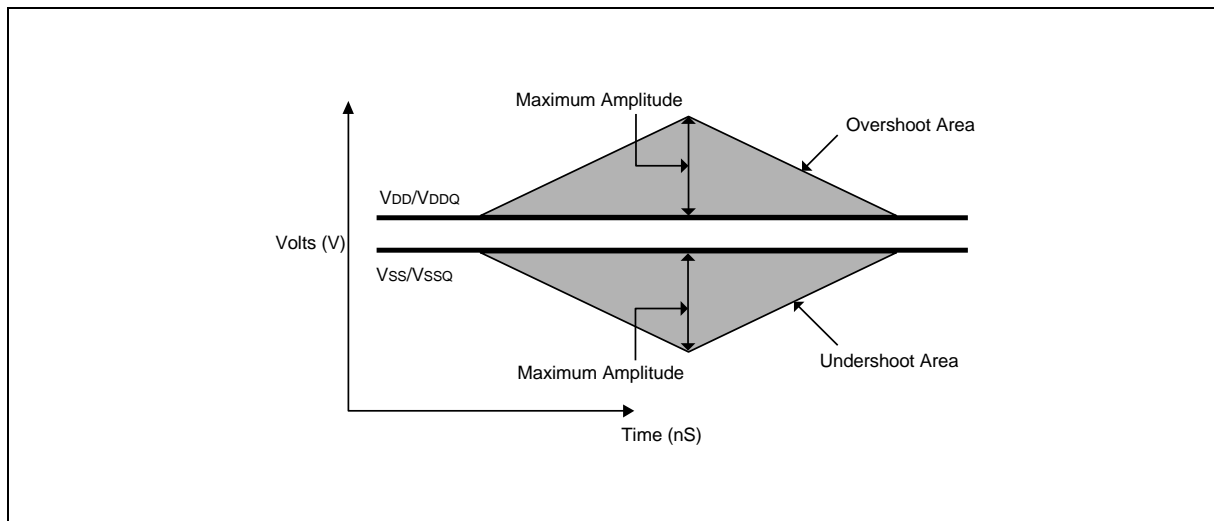 Maximum Amplitude
Overshoot Area
VDD/VDDQ
Volts (V)
VSS/VSSQ
Maximum Amplitude
Undershoot Area
Time (nS)